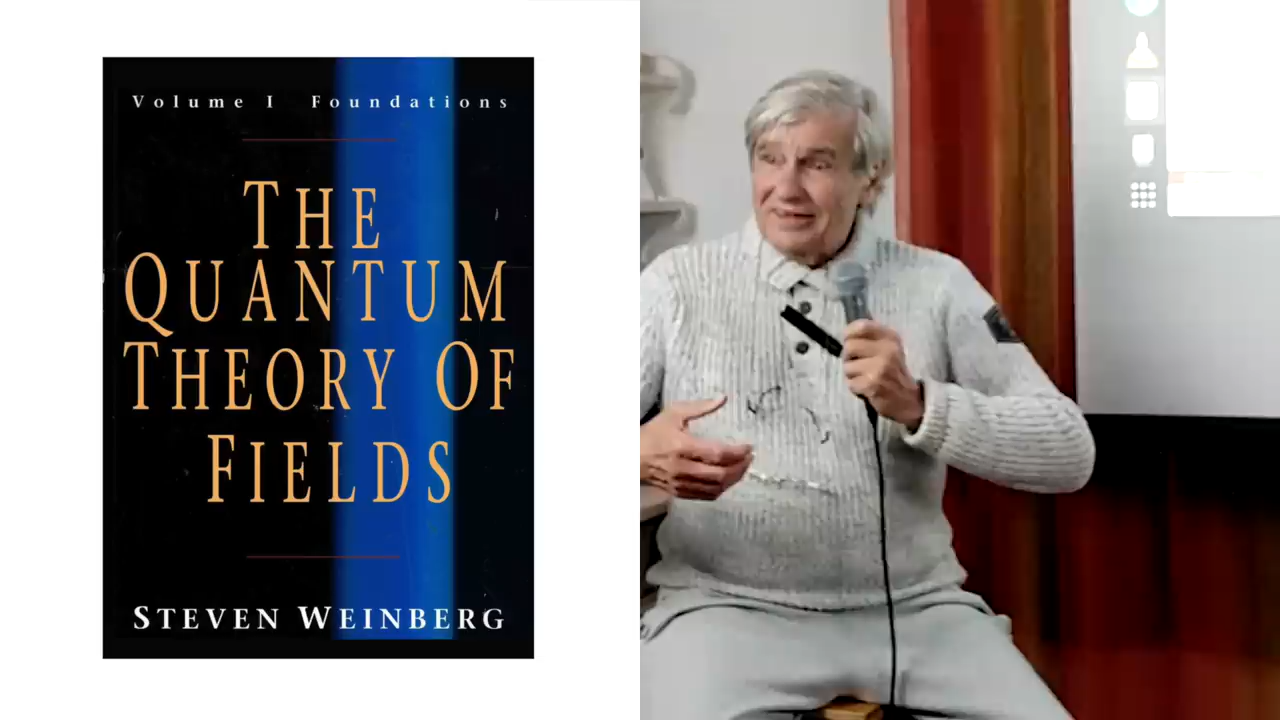 Volume I Foundations
THE
QUANTUM
THEORY OF
FIELDS
STEVEN WEINBERG